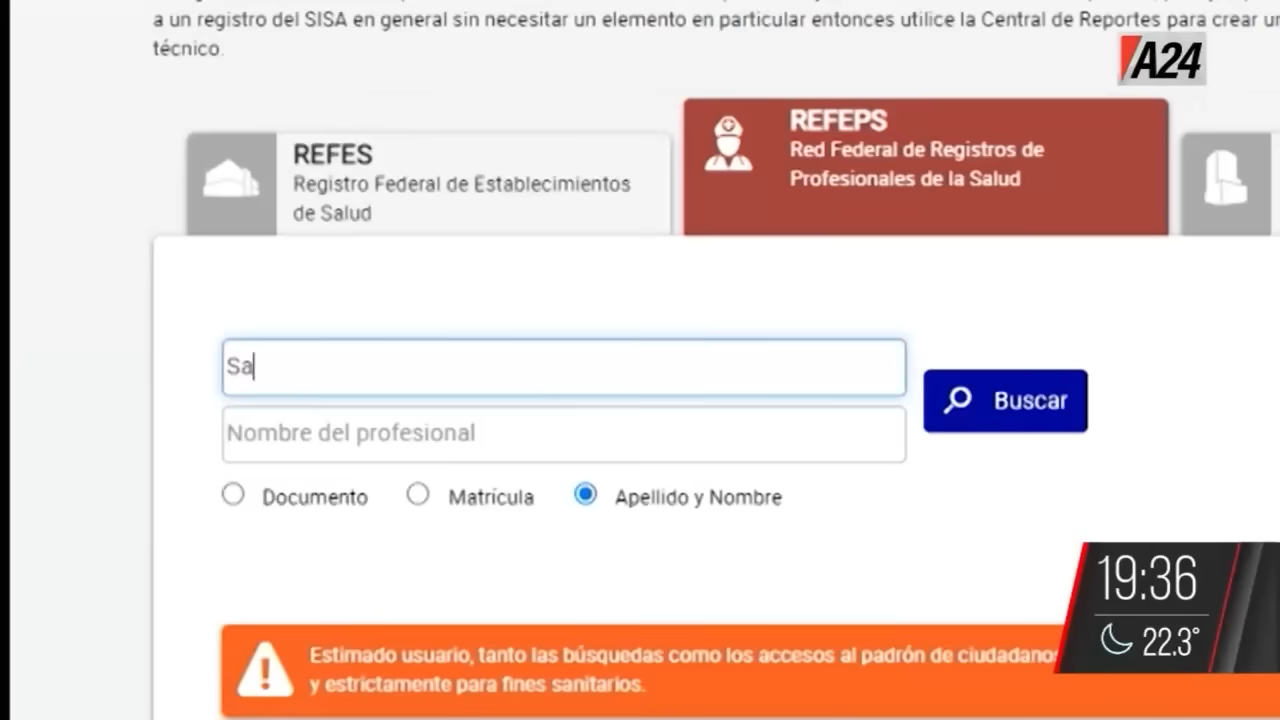 a un registro del SISA en general sin necesitar un elemento en particular entonces utilice la Central de Reportes para crear un
técnico.
A24
REFES
Registro Federal de Establecimientos
de Salud
REFEPS
Red Federal de Registros de
Profesionales de la Salud
Sa
Nombre del profesional
Buscar
Documento
Matrícula
Apellido y Nombre
19:36
22.3°
Estimado usuario, tanto las búsquedas como los accesos al padrón de ciudadanos
y estrictamente para fines sanitarios.